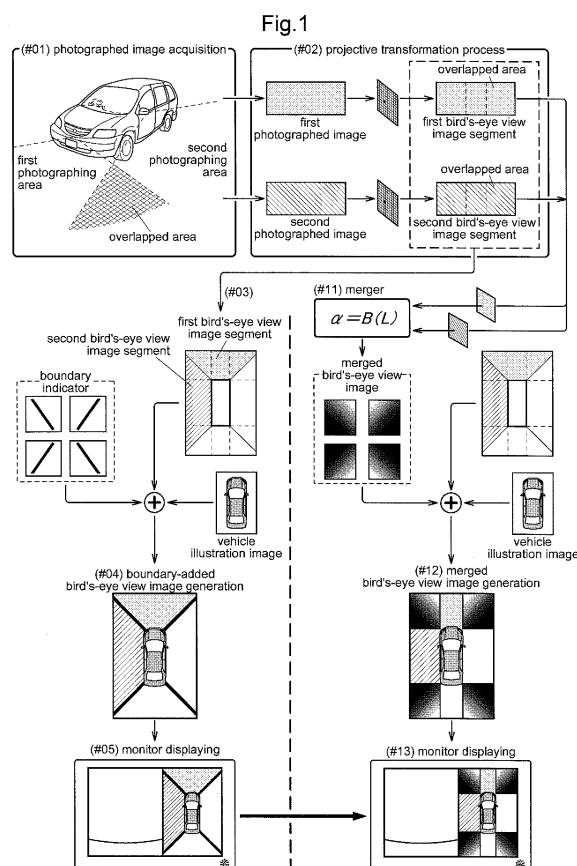 Fig.1
(#01) photographed image acquisition
first
photographing
area
second
photographing
area
overlapped area
(#02) projective transformation process
overlapped area
first
photographed image
first bird's-eye view
image segment
overlapped area
second
photographed image
second bird's-eye view
image segment
(#03)
first bird's-eye view
image segment
second bird's-eye view
image segment
boundary
indicator
vehicle
illustration image
(#04) boundary-added
bird's-eye view image generation
(#05) monitor displaying
(#11) merger
α=B(L)
merged
bird's-eye view
image
vehicle
illustration image
(#12) merged
bird's-eye view image generation
(#13) monitor displaying